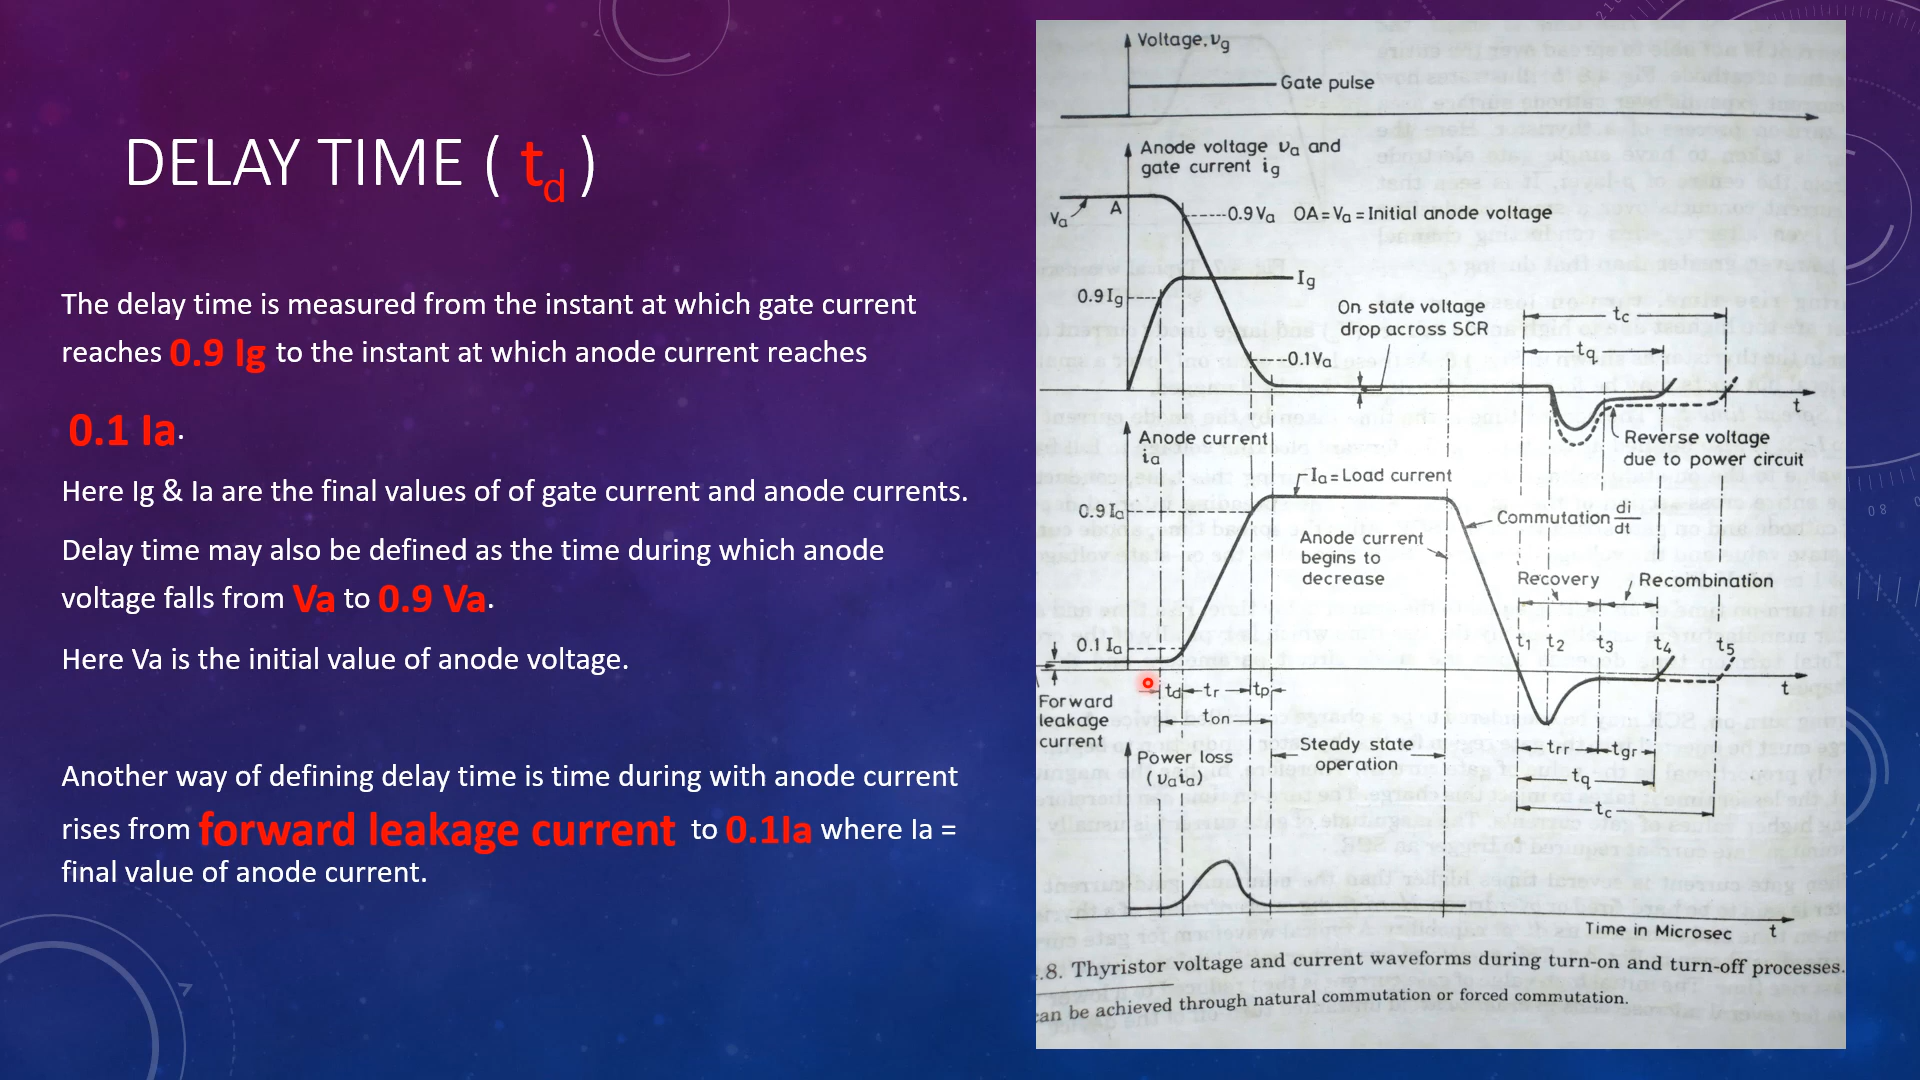 DELAY TIME ( td )
The delay time is measured from the instant at which gate current
reaches 0.9 Ig to the instant at which anode current reaches
0.1 Ia.
Here Ig & Ia are the final values of of gate current and anode currents.
Delay time may also be defined as the time during which anode
voltage falls from Va to 0.9 Va.
Here Va is the initial value of anode voltage.
Another way of defining delay time is time during with anode current
rises from forward leakage current to 0.1Ia where Ia =
final value of anode current.
Voltage, vg
Gate pulse
Anode voltage va and
gate current ig
Va
A
0.9 Va OA = Va = Initial anode voltage
Ig
0.9 Ig
On state voltage
drop across SCR
tc
tq
0.1 Va
t
Reverse voltage
due to power circuit
Anode current
ia
Ia = Load current
0.9 Ia
Commutation di/dt
Anode current
begins to
decrease
Recovery
Recombination
t1 t2 t3 t4 t5
0.1 Ia
t
Forward
leakage
current
td tr tp
ton
Steady state
operation
trr tgr
tq
tc
Power loss
(va ia)
Time in Microsec t
.8. Thyristor voltage and current waveforms during turn-on and turn-off processes.
can be achieved through natural commutation or forced commutation.
80